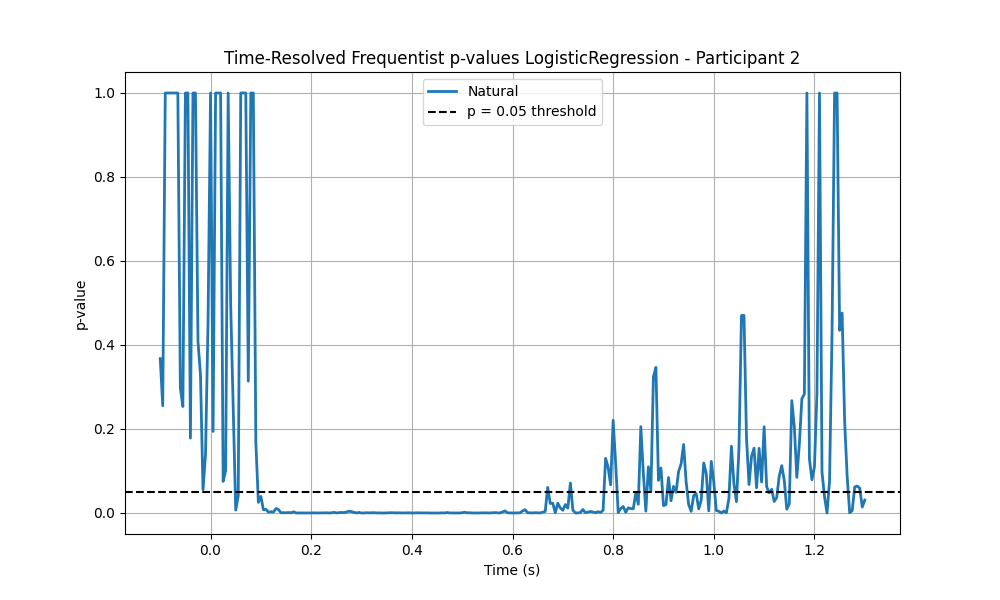 Time-Resolved Frequentist p-values LogisticRegression - Participant 2
Natural
p = 0.05 threshold
p-value
1.0
0.8
0.6
0.4
0.2
0.0
0.0 0.2 0.4 0.6 0.8 1.0 1.2
Time (s)